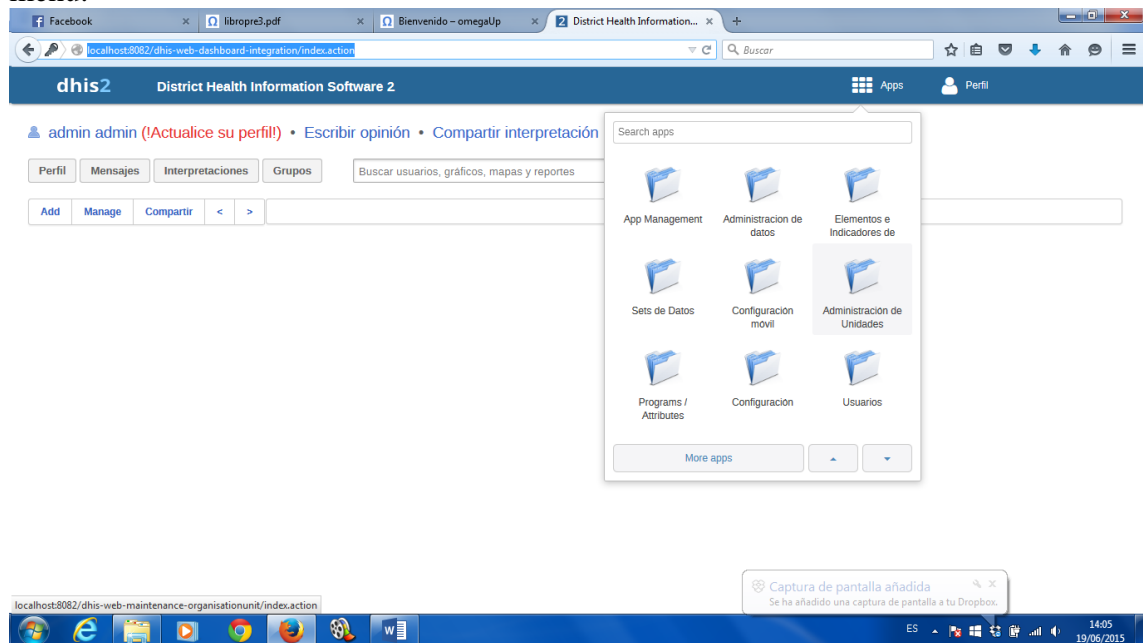 Facebook
libropre3.pdf
Bienvenido – omegaUp
District Health Information...
localhost:8082/dhis-web-dashboard-integration/index.action
Buscar
dhis2 District Health Information Software 2
Apps
Perfil
admin admin (!Actualice su perfil!) • Escribir opinión • Compartir interpretación
Search apps
Perfil Mensajes Interpretaciones Grupos
Buscar usuarios, gráficos, mapas y reportes
Add Manage Compartir < >
App Management
Administracion de
datos
Elementos e
Indicadores de
Sets de Datos
Configuración
móvil
Administración de
Unidades
Programs /
Attributes
Configuración
Usuarios
More apps
Captura de pantalla añadida
Se ha añadido una captura de pantalla a tu Dropbox.
localhost:8082/dhis-web-maintenance-organisationunit/index.action
ES
14:05
19/06/2015